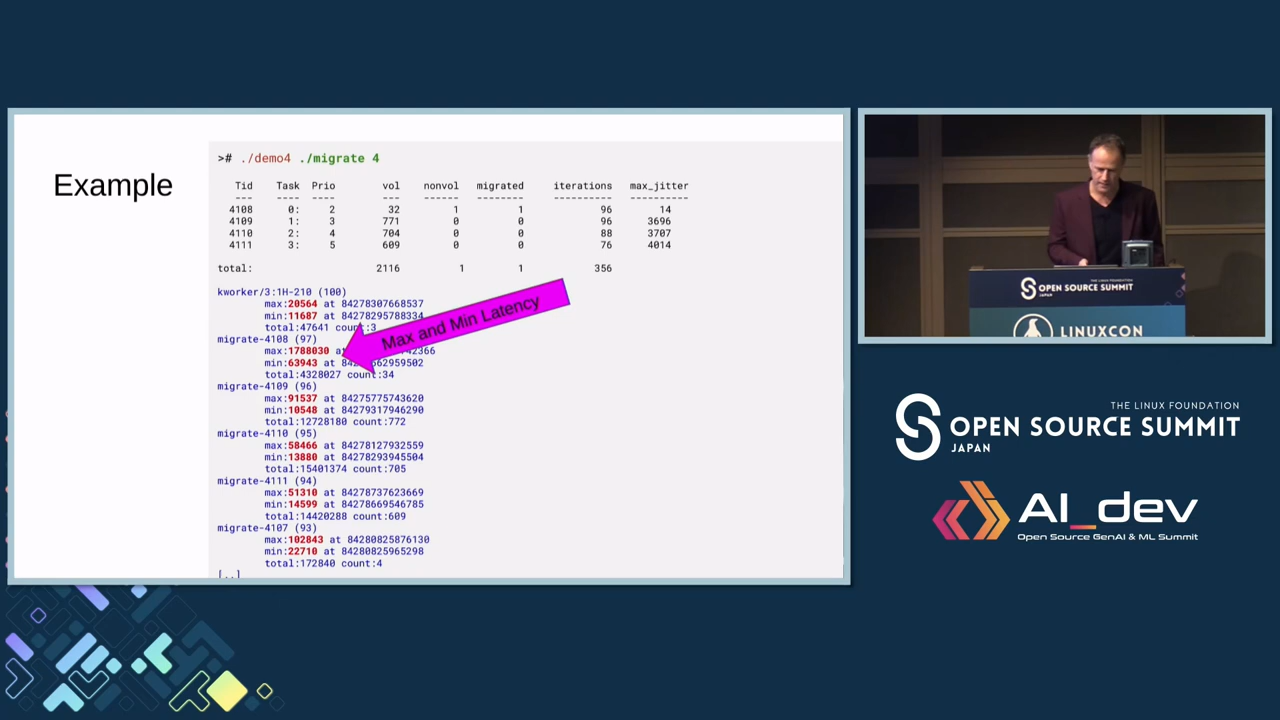 Example
># ./demo4 ./migrate 4
Tid Task Prio vol nonvol migrated iterations max_jitter
--- ---- ---- --- ------ -------- ---------- ----------
4108 0: 2 32 1 1 96 14
4109 1: 3 771 0 0 96 3696
4110 2: 4 704 0 0 88 3707
4111 3: 5 609 0 0 76 4014
total: 2116 1 1 356
kworker/3:1H-210 (100)
max:20564 at 84278307668537
min:11687 at 84278295788334
total:47641 count:3
migrate-4108 (97)
max:1788030
min:63943 at
total:4328027 count:34
migrate-4109 (96)
max:91537 at 84275775743620
min:10548 at 84279317946290
total:12728180 count:772
migrate-4110 (95)
max:58466 at 84278127932559
min:13880 at 84278293945504
total:15401374 count:705
migrate-4111 (94)
max:51310 at 84278737623669
min:14599 at 84278669546785
total:14420288 count:609
migrate-4107 (93)
max:102843 at 84280825876130
min:22710 at 84280825965298
total:172840 count:4
[..]
Max and Min Latency
THE LINUX FOUNDATION
OPEN SOURCE SUMMIT
JAPAN
LINUXCON
THE LINUX FOUNDATION
OPEN SOURCE SUMMIT
JAPAN
AI_dev
Open Source GenAI & ML Summit